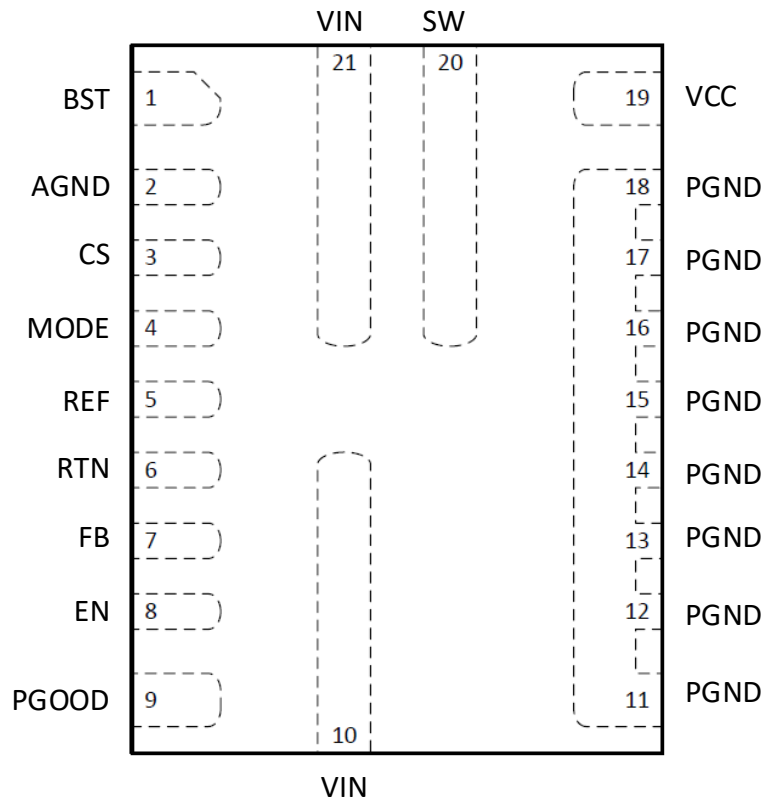 VIN SW
21 20
BST 1 19 VCC
AGND 2 18 PGND
CS 3 17 PGND
MODE 4 16 PGND
REF 5 15 PGND
RTN 6 14 PGND
FB 7 13 PGND
EN 8 12 PGND
PGOOD 9 11 PGND
10
VIN